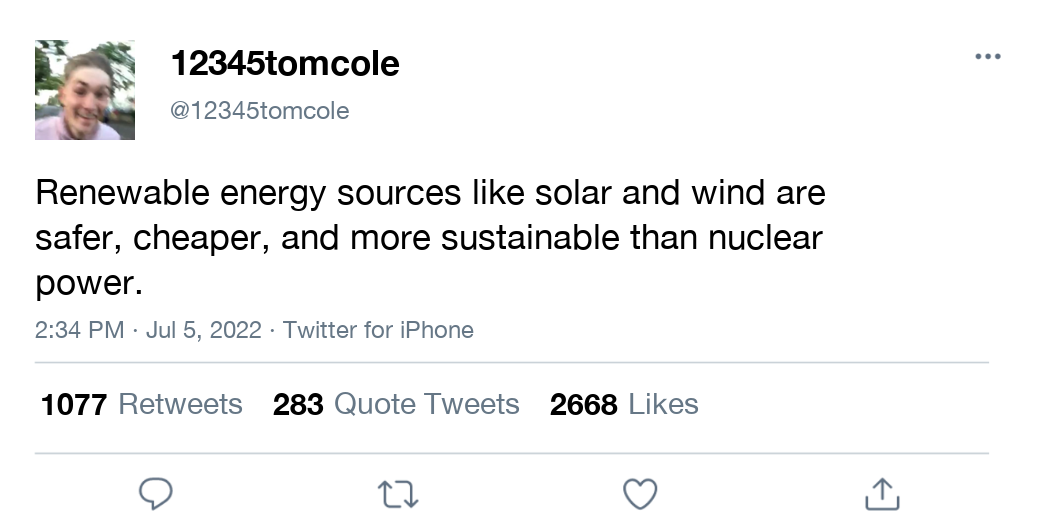 12345tomcole
@12345tomcole
Renewable energy sources like solar and wind are
safer, cheaper, and more sustainable than nuclear
power.
2:34 PM · Jul 5, 2022 · Twitter for iPhone
1077 Retweets 283 Quote Tweets 2668 Likes